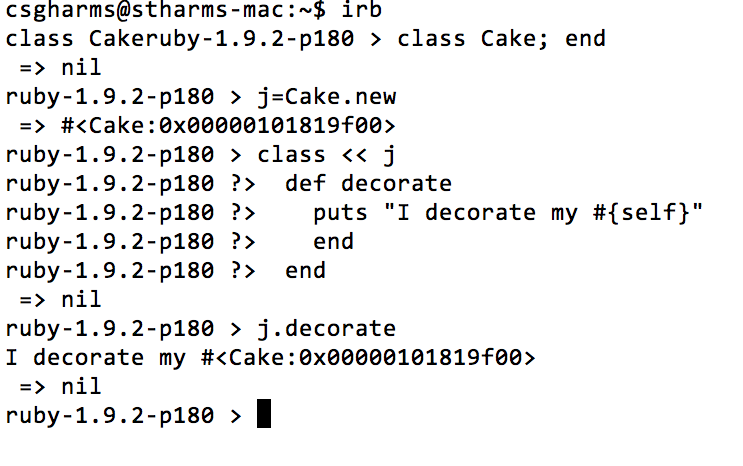 csgharms@stharms-mac:~$ irb
class Cakeruby-1.9.2-p180 > class Cake; end
 => nil
ruby-1.9.2-p180 > j=Cake.new
 => #<Cake:0x00000101819f00>
ruby-1.9.2-p180 > class << j
ruby-1.9.2-p180 ?>  def decorate
ruby-1.9.2-p180 ?>    puts "I decorate my #{self}"
ruby-1.9.2-p180 ?>    end
ruby-1.9.2-p180 ?>  end
 => nil
ruby-1.9.2-p180 > j.decorate
I decorate my #<Cake:0x00000101819f00>
 => nil
ruby-1.9.2-p180 >